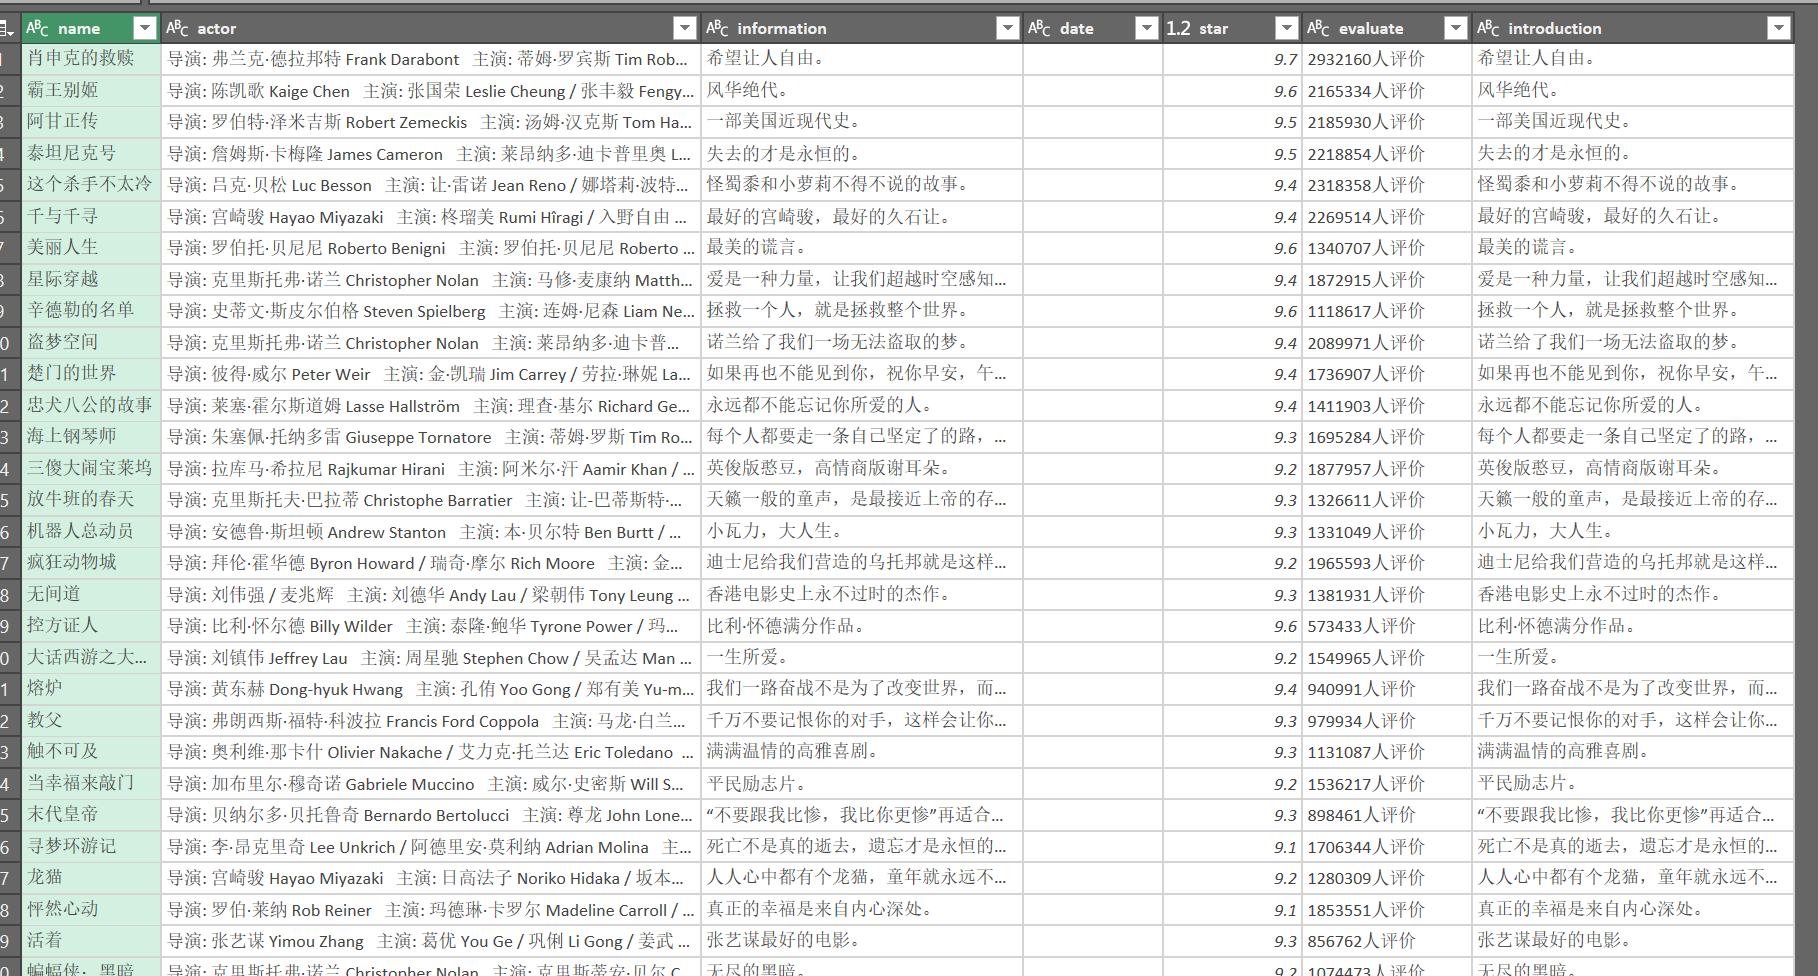 ABC name ABC actor ABC information ABC date 1.2 star ABC evaluate ABC introduction
1 肖申克的救赎 导演: 弗兰克·德拉邦特 Frank Darabont 主演: 蒂姆·罗宾斯 Tim Rob... 希望让人自由。 9.7 2932160人评价 希望让人自由。
2 霸王别姬 导演: 陈凯歌 Kaige Chen 主演: 张国荣 Leslie Cheung / 张丰毅 Fengy... 风华绝代。 9.6 2165334人评价 风华绝代。
3 阿甘正传 导演: 罗伯特·泽米吉斯 Robert Zemeckis 主演: 汤姆·汉克斯 Tom Ha... 一部美国近现代史。 9.5 2185930人评价 一部美国近现代史。
4 泰坦尼克号 导演: 詹姆斯·卡梅隆 James Cameron 主演: 莱昂纳多·迪卡普里奥 L... 失去的才是永恒的。 9.5 2218854人评价 失去的才是永恒的。
5 这个杀手不太冷 导演: 吕克·贝松 Luc Besson 主演: 让·雷诺 Jean Reno / 娜塔莉·波特... 怪蜀黍和小萝莉不得不说的故事。 9.4 2318358人评价 怪蜀黍和小萝莉不得不说的故事。
6 千与千寻 导演: 宫崎骏 Hayao Miyazaki 主演: 柊瑠美 Rumi Hîragi / 入野自由 ... 最好的宫崎骏，最好的久石让。 9.4 2269514人评价 最好的宫崎骏，最好的久石让。
7 美丽人生 导演: 罗伯托·贝尼尼 Roberto Benigni 主演: 罗伯托·贝尼尼 Roberto ... 最美的谎言。 9.6 1340707人评价 最美的谎言。
8 星际穿越 导演: 克里斯托弗·诺兰 Christopher Nolan 主演: 马修·麦康纳 Matth... 爱是一种力量，让我们超越时空感知... 9.4 1872915人评价 爱是一种力量，让我们超越时空感知...
9 辛德勒的名单 导演: 史蒂文·斯皮尔伯格 Steven Spielberg 主演: 连姆·尼森 Liam Ne... 拯救一个人，就是拯救整个世界。 9.6 1118617人评价 拯救一个人，就是拯救整个世界。
0 盗梦空间 导演: 克里斯托弗·诺兰 Christopher Nolan 主演: 莱昂纳多·迪卡普... 诺兰给了我们一场无法盗取的梦。 9.4 2089971人评价 诺兰给了我们一场无法盗取的梦。
1 楚门的世界 导演: 彼得·威尔 Peter Weir 主演: 金·凯瑞 Jim Carrey / 劳拉·琳妮 La... 如果再也不能见到你，祝你早安，午... 9.4 1736907人评价 如果再也不能见到你，祝你早安，午...
2 忠犬八公的故事 导演: 莱塞·霍尔斯道姆 Lasse Hallström 主演: 理查·基尔 Richard Ge... 永远都不能忘记你所爱的人。 9.4 1411903人评价 永远都不能忘记你所爱的人。
3 海上钢琴师 导演: 朱塞佩·托纳多雷 Giuseppe Tornatore 主演: 蒂姆·罗斯 Tim Ro... 每个人都要走一条自己坚定了的路，... 9.3 1695284人评价 每个人都要走一条自己坚定了的路，...
4 三傻大闹宝莱坞 导演: 拉库马·希拉尼 Rajkumar Hirani 主演: 阿米尔·汗 Aamir Khan / ... 英俊版憨豆，高情商版谢耳朵。 9.2 1877957人评价 英俊版憨豆，高情商版谢耳朵。
5 放牛班的春天 导演: 克里斯托夫·巴拉蒂 Christophe Barratier 主演: 让-巴蒂斯特·... 天籁一般的童声，是最接近上帝的存... 9.3 1326611人评价 天籁一般的童声，是最接近上帝的存...
6 机器人总动员 导演: 安德鲁·斯坦顿 Andrew Stanton 主演: 本·贝尔特 Ben Burtt / ... 小瓦力，大人生。 9.3 1331049人评价 小瓦力，大人生。
7 疯狂动物城 导演: 拜伦·霍华德 Byron Howard / 瑞奇·摩尔 Rich Moore 主演: 金... 迪士尼给我们营造的乌托邦就是这样... 9.2 1965593人评价 迪士尼给我们营造的乌托邦就是这样...
8 无间道 导演: 刘伟强 / 麦兆辉 主演: 刘德华 Andy Lau / 梁朝伟 Tony Leung ... 香港电影史上永不过时的杰作。 9.3 1381931人评价 香港电影史上永不过时的杰作。
9 控方证人 导演: 比利·怀尔德 Billy Wilder 主演: 泰隆·鲍华 Tyrone Power / 玛... 比利·怀德满分作品。 9.6 573433人评价 比利·怀德满分作品。
0 大话西游之大... 导演: 刘镇伟 Jeffrey Lau 主演: 周星驰 Stephen Chow / 吴孟达 Man ... 一生所爱。 9.2 1549965人评价 一生所爱。
1 熔炉 导演: 黄东赫 Dong-hyuk Hwang 主演: 孔侑 Yoo Gong / 郑有美 Yu-m... 我们一路奋战不是为了改变世界，而... 9.4 940991人评价 我们一路奋战不是为了改变世界，而...
2 教父 导演: 弗朗西斯·福特·科波拉 Francis Ford Coppola 主演: 马龙·白兰... 千万不要记恨你的对手，这样会让你... 9.3 979934人评价 千万不要记恨你的对手，这样会让你...
3 触不可及 导演: 奥利维·那卡什 Olivier Nakache / 艾力克·托兰达 Eric Toledano ... 满满温情的高雅喜剧。 9.3 1131087人评价 满满温情的高雅喜剧。
4 当幸福来敲门 导演: 加布里尔·穆奇诺 Gabriele Muccino 主演: 威尔·史密斯 Will S... 平民励志片。 9.2 1536217人评价 平民励志片。
5 末代皇帝 导演: 贝纳尔多·贝托鲁奇 Bernardo Bertolucci 主演: 尊龙 John Lone... “不要跟我比惨，我比你更惨”再适合... 9.3 898461人评价 “不要跟我比惨，我比你更惨”再适合...
6 寻梦环游记 导演: 李·昂克里奇 Lee Unkrich / 阿德里安·莫利纳 Adrian Molina 主... 死亡不是真的逝去，遗忘才是永恒的... 9.1 1706344人评价 死亡不是真的逝去，遗忘才是永恒的...
7 龙猫 导演: 宫崎骏 Hayao Miyazaki 主演: 日高法子 Noriko Hidaka / 坂本... 人人心中都有个龙猫，童年就永远不... 9.2 1280309人评价 人人心中都有个龙猫，童年就永远不...
8 怦然心动 导演: 罗伯·莱纳 Rob Reiner 主演: 玛德琳·卡罗尔 Madeline Carroll / ... 真正的幸福是来自内心深处。 9.1 1853551人评价 真正的幸福是来自内心深处。
9 活着 导演: 张艺谋 Yimou Zhang 主演: 葛优 You Ge / 巩俐 Li Gong / 姜武 ... 张艺谋最好的电影。 9.3 856762人评价 张艺谋最好的电影。
0 蝙蝠侠：黑暗... 导演: 克里斯托弗·诺兰 Christopher Nolan 主演: 克里斯蒂安·贝尔 C... 无尽的黑暗。 9.2 1074473人评价 无尽的黑暗。